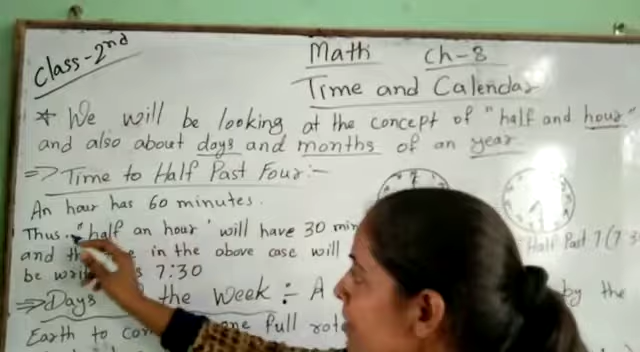 Class-2nd
Math Ch-8
Time and Calendar
* We will be looking at the concept of "half and hour"
and also about days and months of an year
=> Time to Half Past Four:-
An hour has 60 minutes.
Thus.. "half an hour' will have 30 min
and in the above case will
be 7:30
Half Past 7 (7:3
=> Days the Week :- A by the
Earth to one full